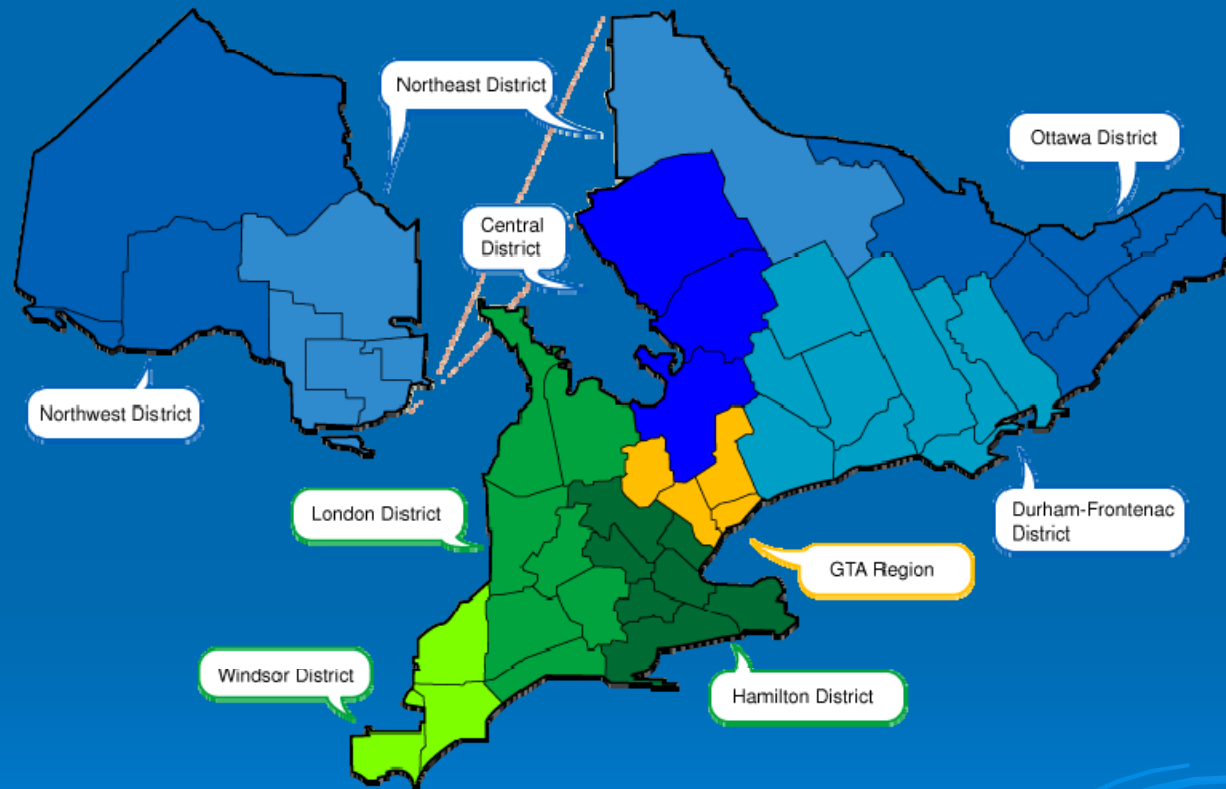 Northeast District
Ottawa District
Central
District
Northwest District
London District
Durham-Frontenac
District
GTA Region
Windsor District
Hamilton District